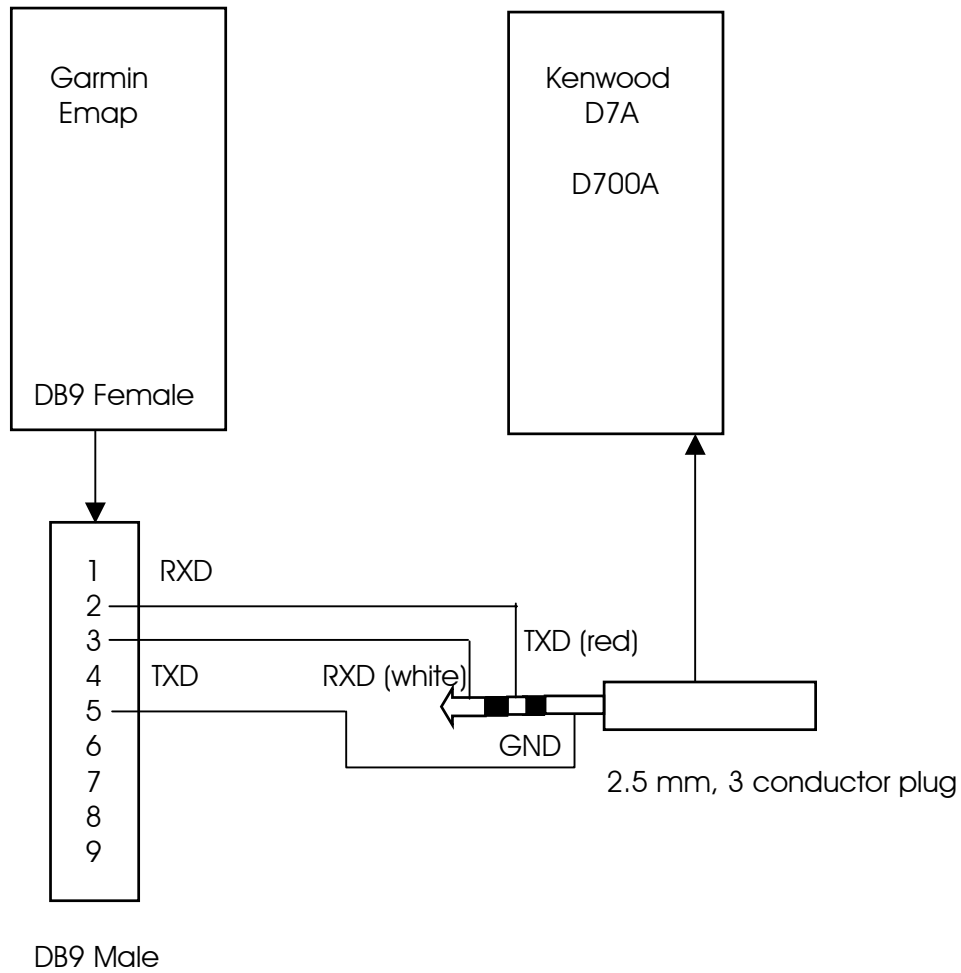 Garmin
Emap
Kenwood
D7A
D700A
DB9 Female
1 RXD
2
3
TXD (red)
4 TXD
RXD (white)
5
6
GND
7
2.5 mm, 3 conductor plug
8
9
DB9 Male